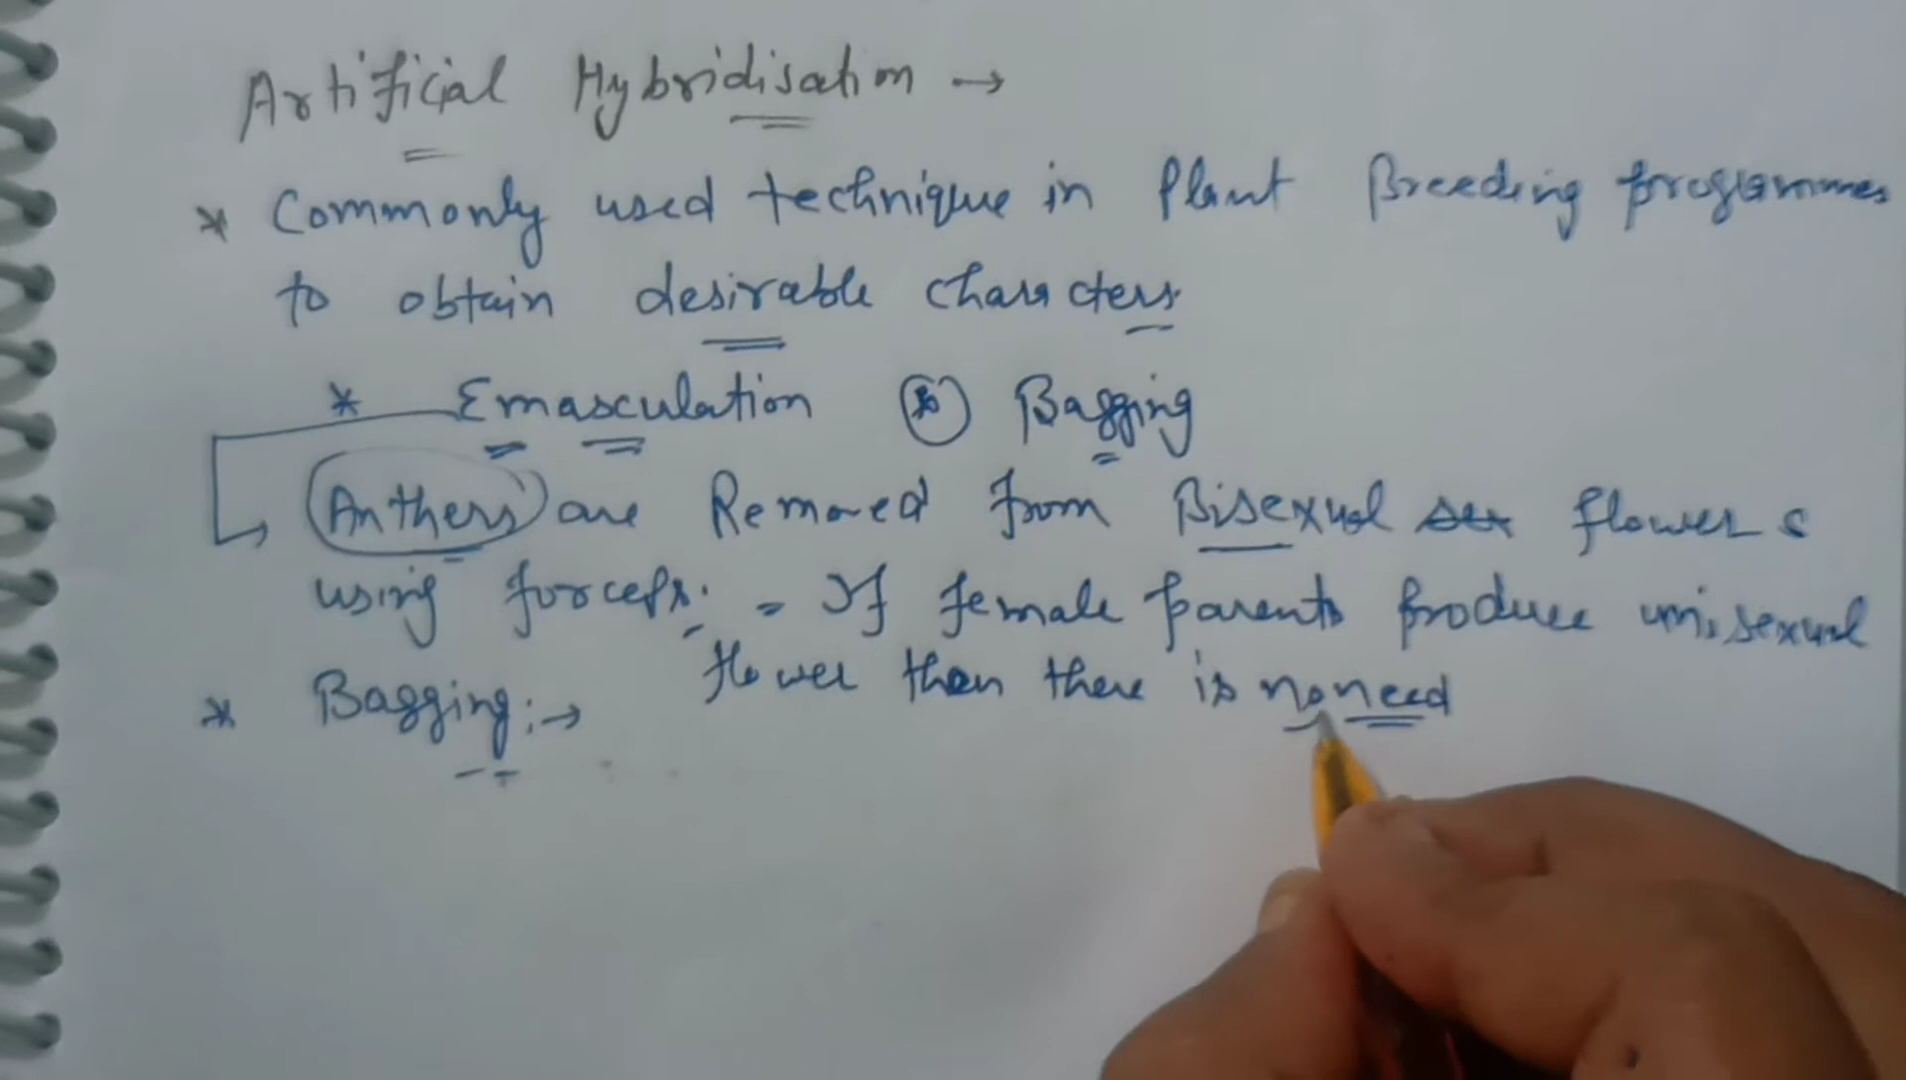 Artificial Hybridisation →
* Commonly used technique in Plant Breeding programmes
to obtain desirable characters
* Emasculation Bagging
Anthers are Removed from Bisexual flowers
using forceps. = If female parents produce unisexual
flower then there is no need
* Bagging :→